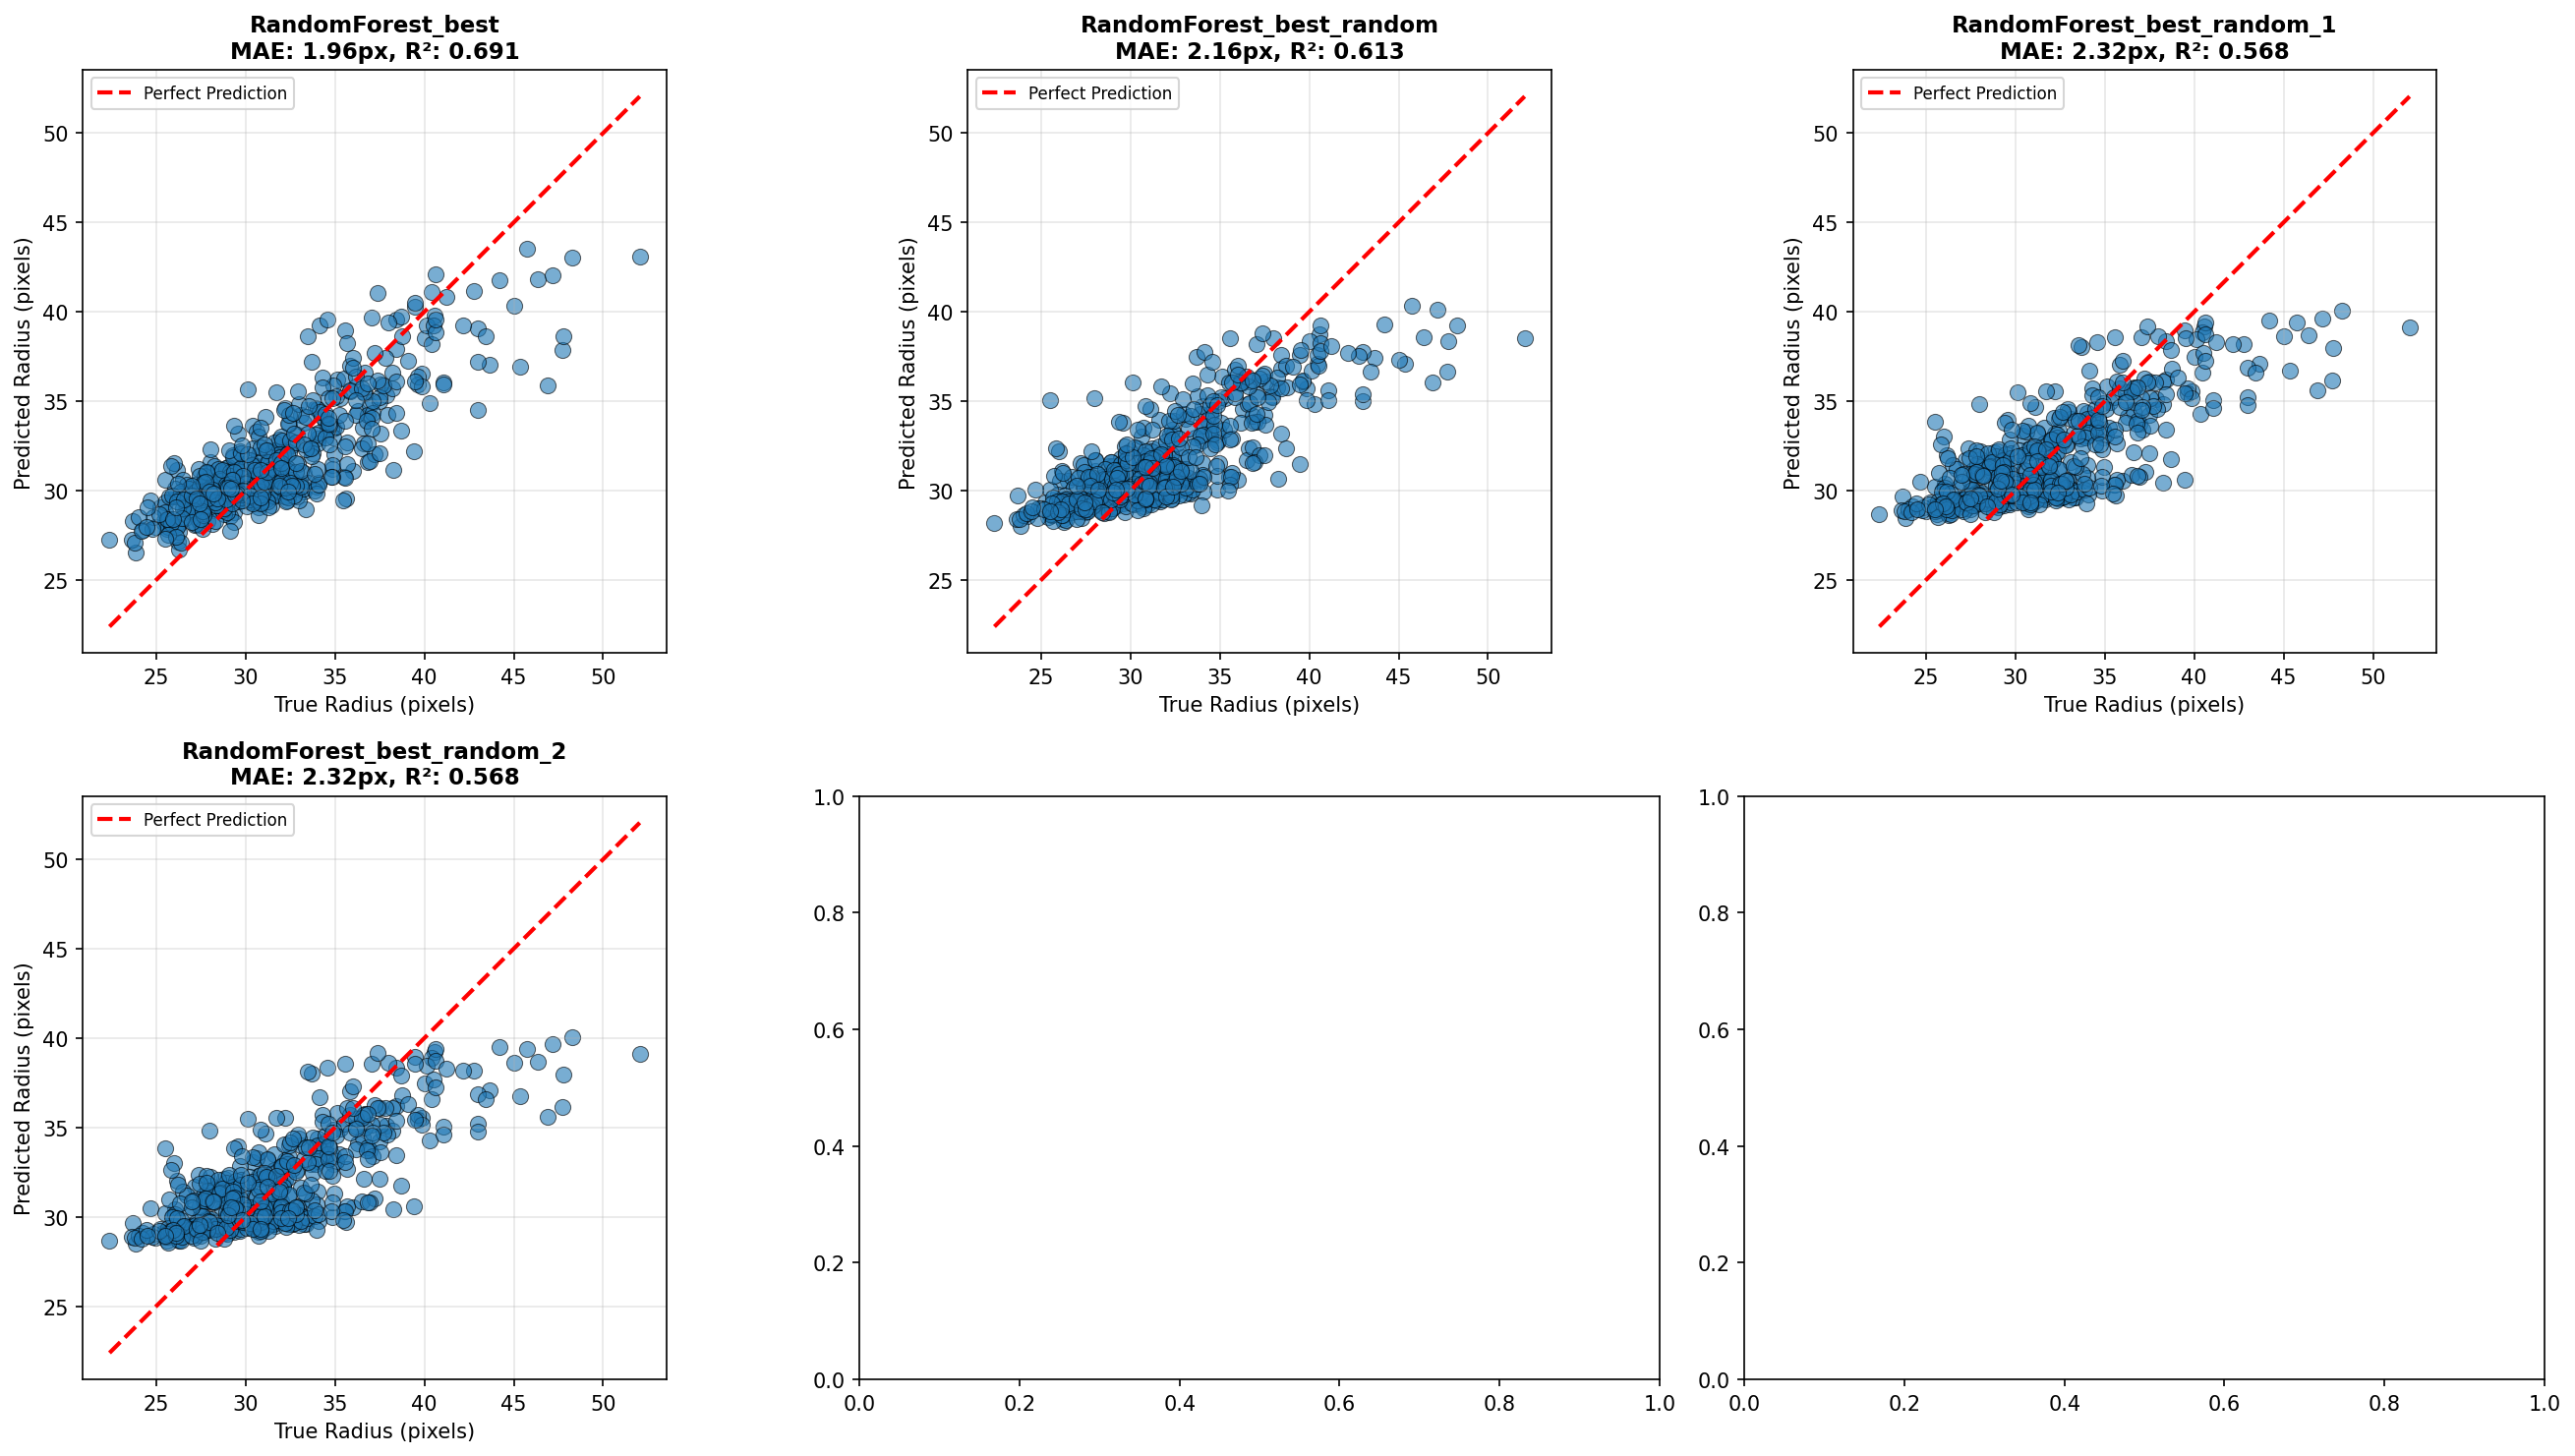 RandomForest_best
MAE: 1.96px, R²: 0.691
Perfect Prediction
50
45
40
35
30
25
Predicted Radius (pixels)
25 30 35 40 45 50
True Radius (pixels)
RandomForest_best_random
MAE: 2.16px, R²: 0.613
Perfect Prediction
50
45
40
35
30
25
Predicted Radius (pixels)
25 30 35 40 45 50
True Radius (pixels)
RandomForest_best_random_1
MAE: 2.32px, R²: 0.568
Perfect Prediction
50
45
40
35
30
25
Predicted Radius (pixels)
25 30 35 40 45 50
True Radius (pixels)
RandomForest_best_random_2
MAE: 2.32px, R²: 0.568
Perfect Prediction
50
45
40
35
30
25
Predicted Radius (pixels)
25 30 35 40 45 50
True Radius (pixels)
1.0
0.8
0.6
0.4
0.2
0.0
0.0 0.2 0.4 0.6 0.8 1.0
1.0
0.8
0.6
0.4
0.2
0.0
0.0 0.2 0.4 0.6 0.8 1.0